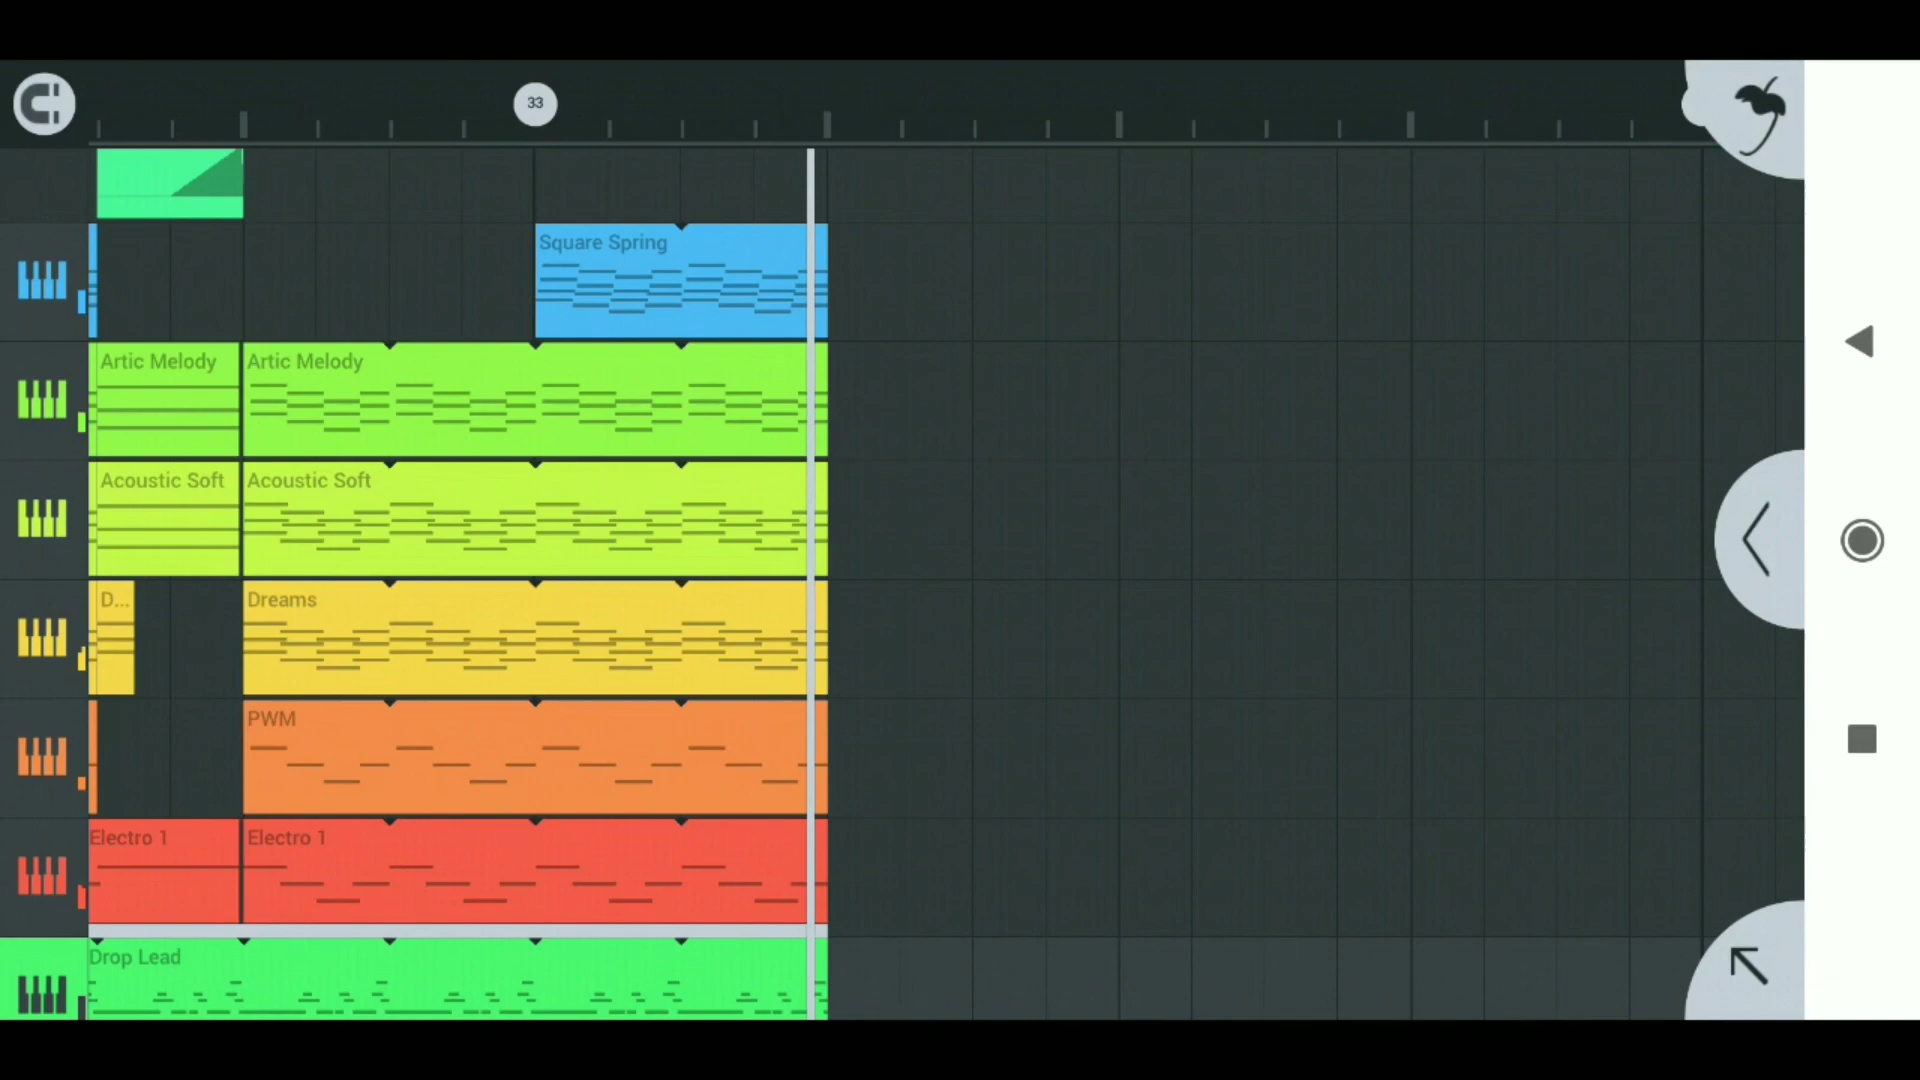 33
Square Spring
Artic Melody Artic Melody
Acoustic Soft Acoustic Soft
D... Dreams
PWM
Electro 1 Electro 1
Drop Lead